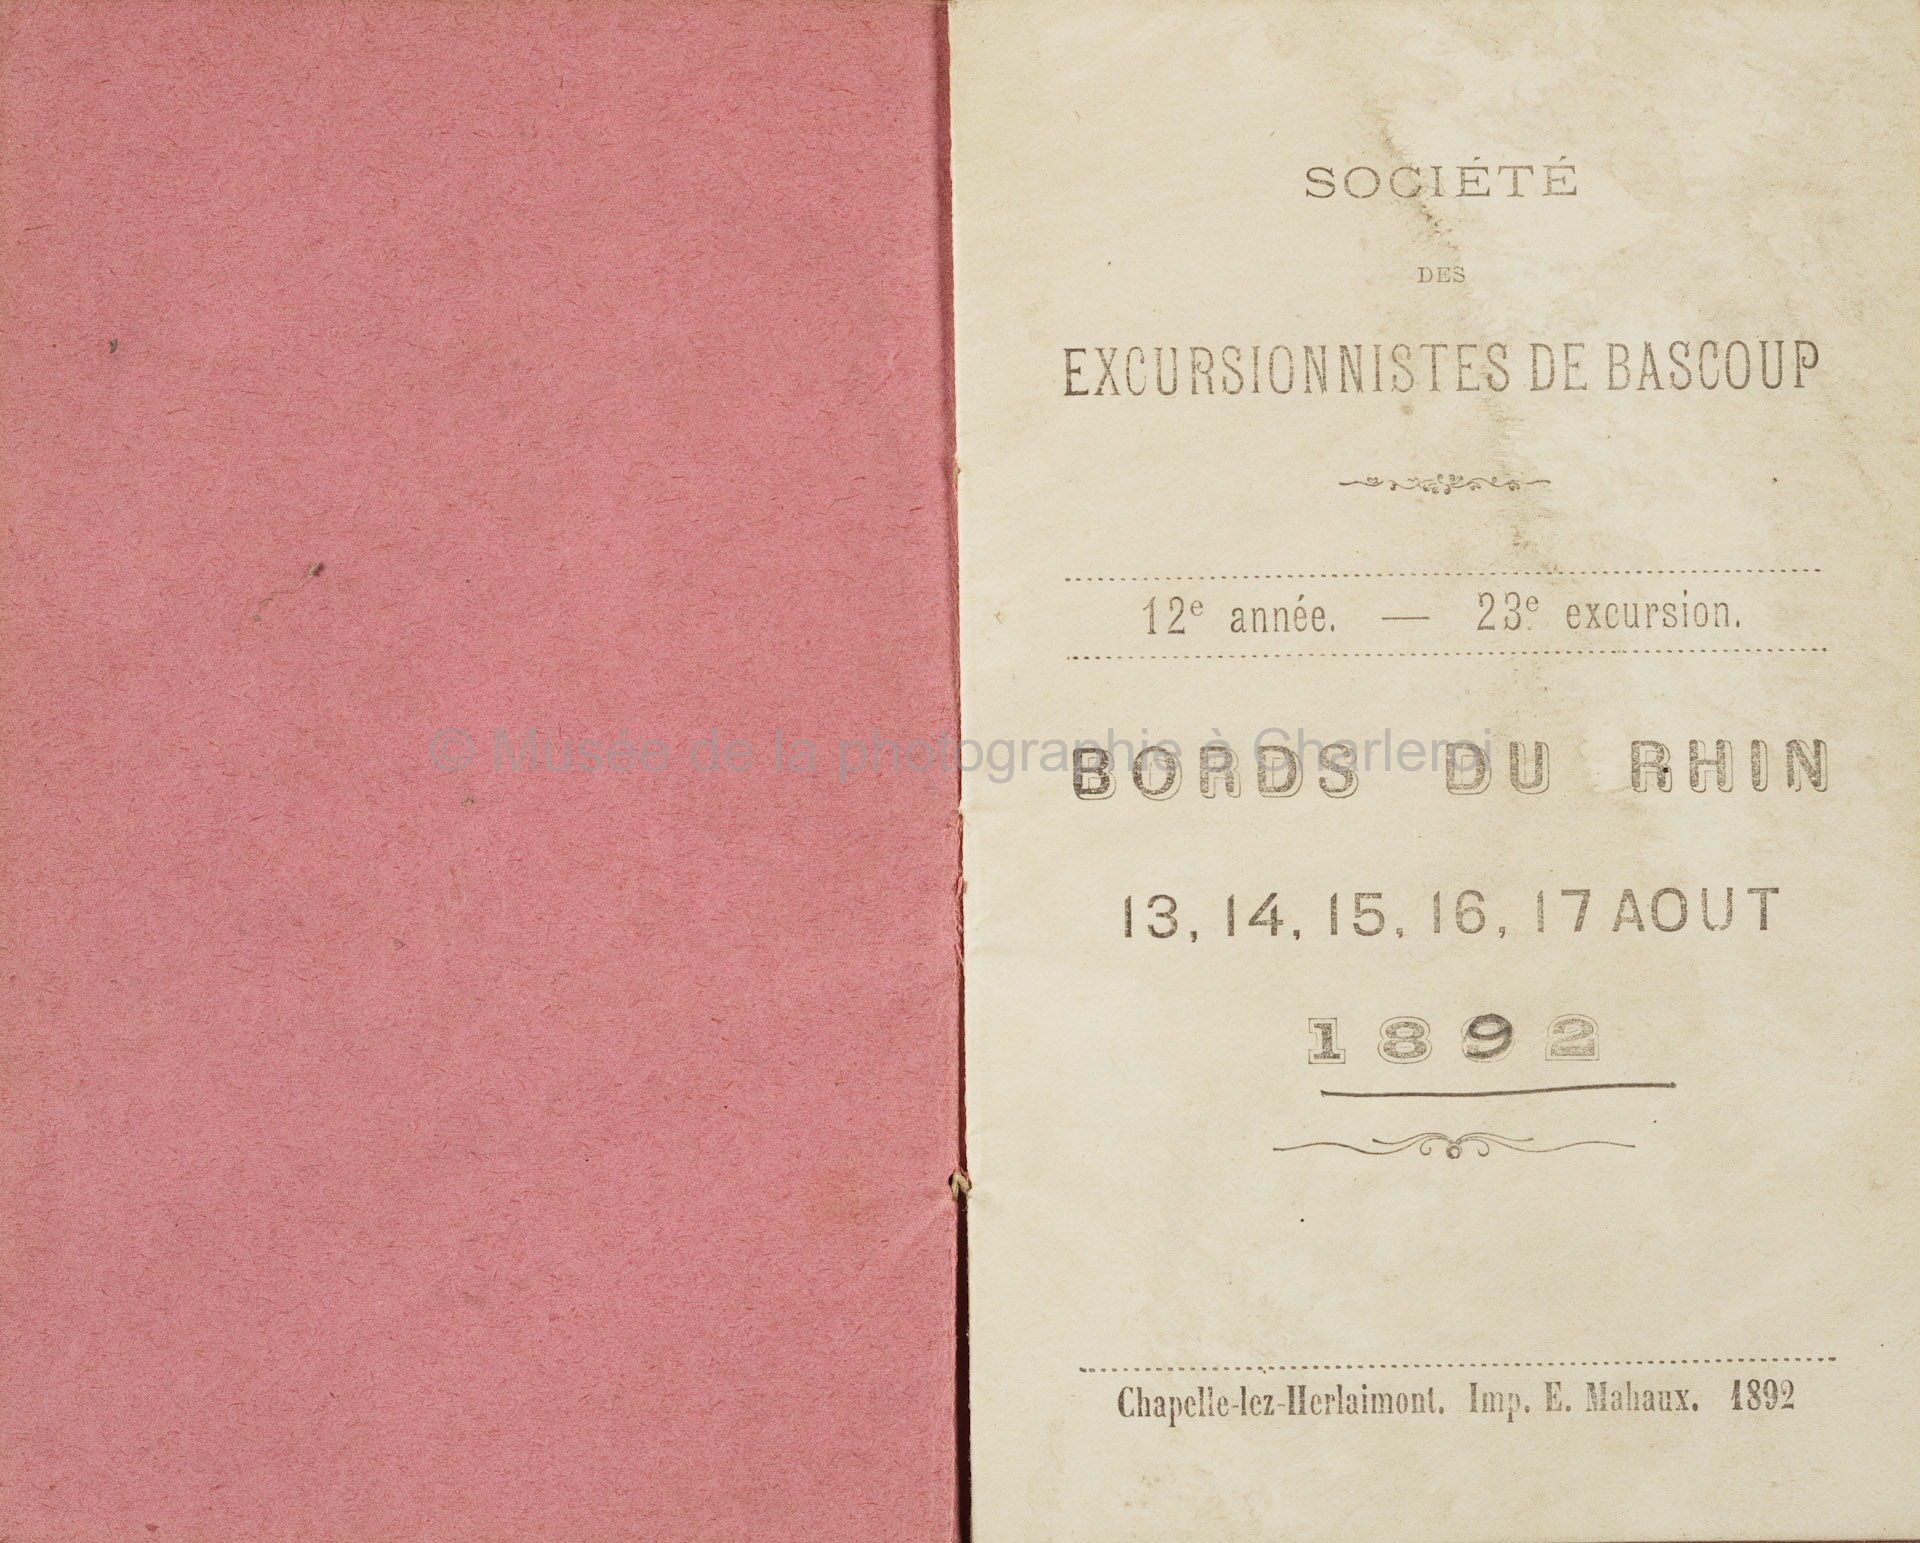 SOCIÉTÉ
DES
EXCURSIONNISTES DE BASCOUP
12e année. — 23e excursion.
© Musée de la photographie à Charleroi
BORDS DU RHIN
13, 14, 15, 16, 17 AOUT
1892
Chapelle-lez-Herlaimont. Imp. E. Mahaux. 1892